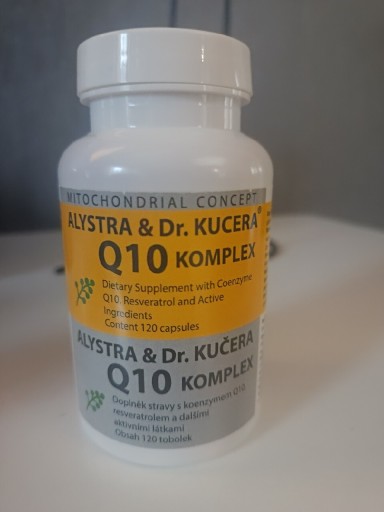 MITOCHONDRIAL CONCEPT
ALYSTRA & Dr. KUCERA®
Q10 KOMPLEX
Dietary Supplement with Coenzyme
Q10, Resveratrol and Active
Ingredients
Content 120 capsules
ALYSTRA & Dr. KUČERA
Q10 KOMPLEX
Doplněk stravy s koenzymem Q10
resveratrolem a dalšími
aktivními látkami
Obsah 120 tobolek